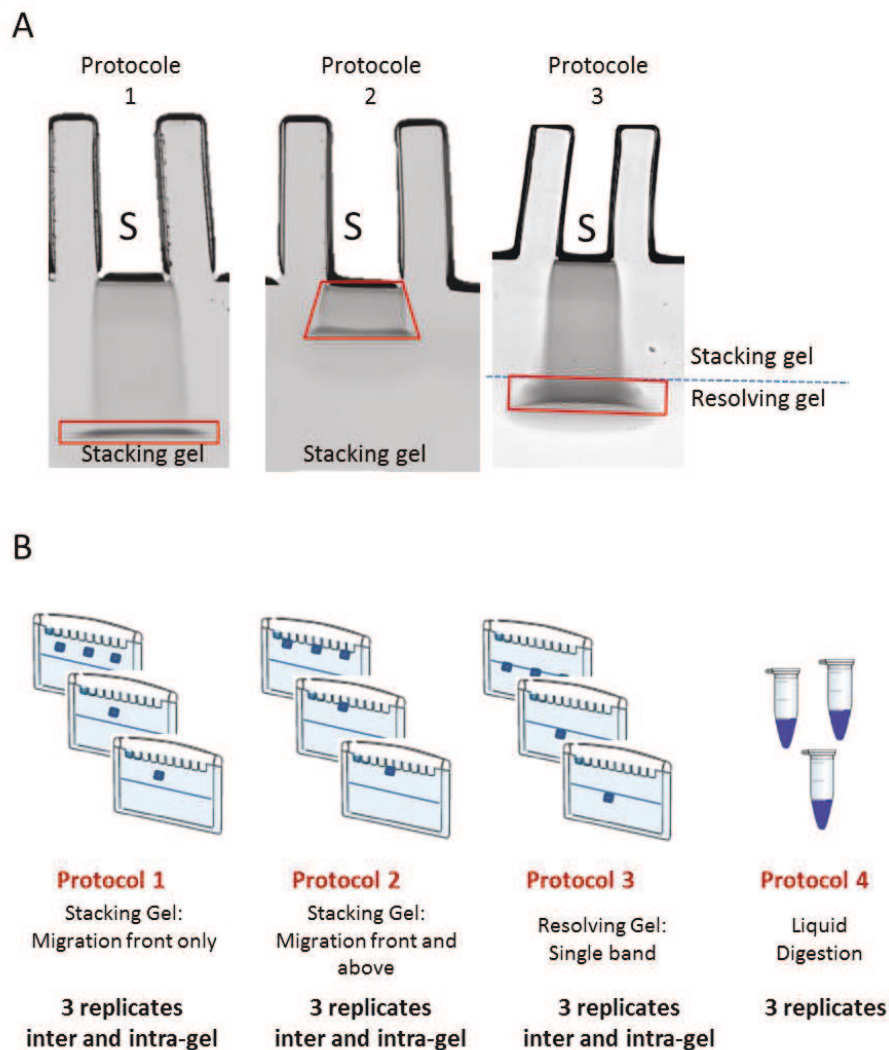 A
Protocole
1
Protocole
2
Protocole
3
S
S
S
Stacking gel
Resolving gel
Stacking gel
Stacking gel
B
Protocol 1
Stacking Gel:
Migration front only
3 replicates
inter and intra-gel
Protocol 2
Stacking Gel:
Migration front and
above
3 replicates
inter and intra-gel
Protocol 3
Resolving Gel:
Single band
3 replicates
inter and intra-gel
Protocol 4
Liquid
Digestion
3 replicates